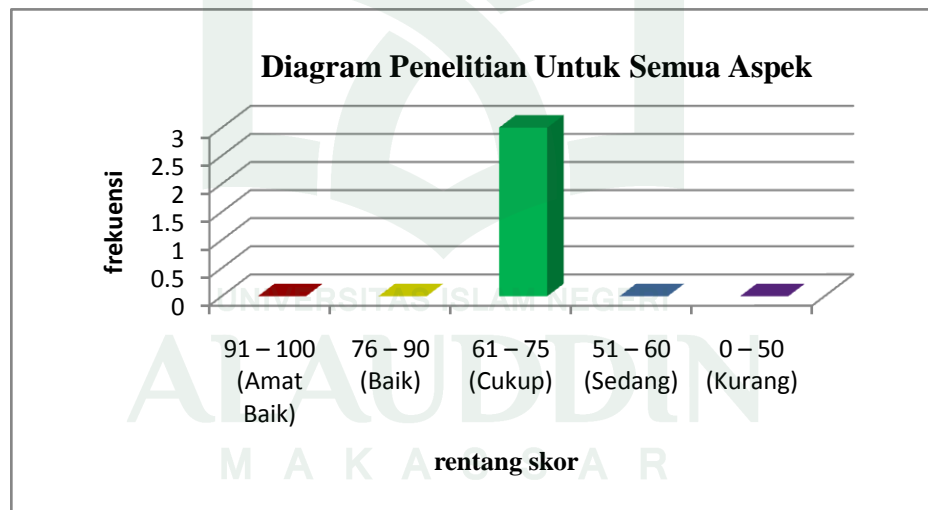 Diagram Penelitian Untuk Semua Aspek
frekuensi
3
2.5
2
1.5
1
0.5
0
91 – 100 76 – 90 61 – 75 51 – 60 0 – 50
(Amat (Baik) (Cukup) (Sedang) (Kurang)
Baik)
rentang skor
UNIVERSITAS ISLAM NEGERI
ALAUDDIN
MAKASSAR